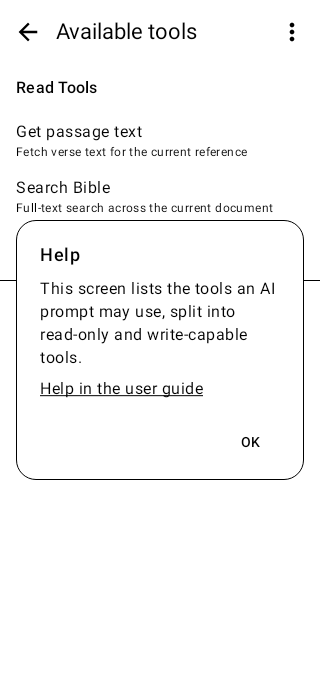 Available tools
Read Tools
Get passage text
Fetch verse text for the current reference
Search Bible
Full-text search across the current document
Help
This screen lists the tools an AI
prompt may use, split into
read-only and write-capable
tools.
Help in the user guide
OK